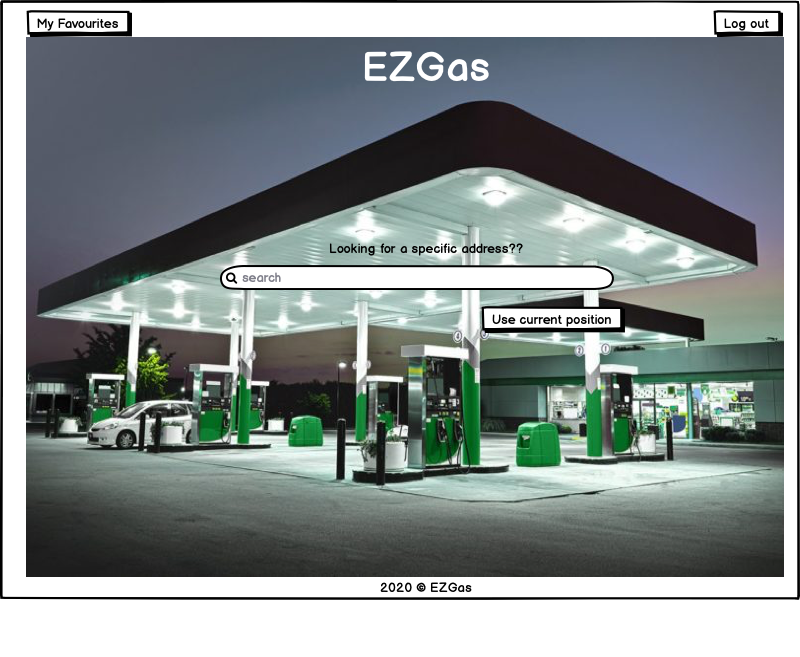 My Favourites
Log out
EZGas
Looking for a specific address??
search
Use current position
2020 © EZGas